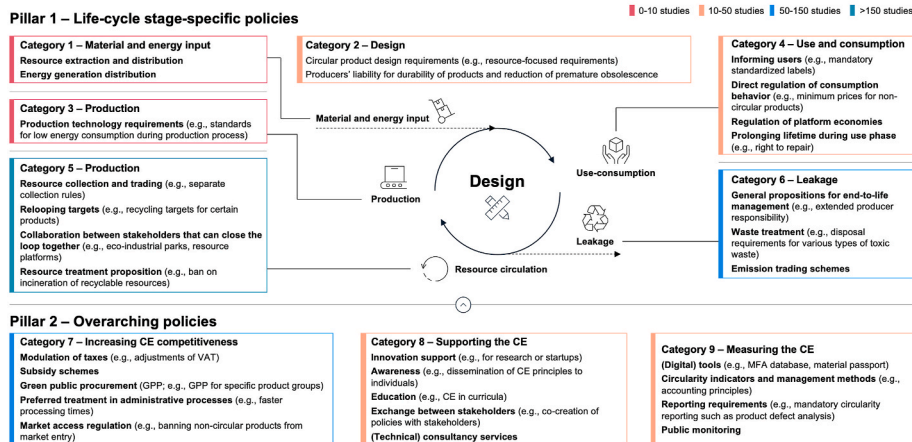 0-10 studies
10-50 studies
50-150 studies
>150 studies
Pillar 1 – Life-cycle stage-specific policies
Category 1 – Material and energy input
Resource extraction and distribution
Energy generation distribution
Category 2 – Design
Circular product design requirements (e.g., resource-focused requirements)
Producers' liability for durability of products and reduction of premature obsolescence
Category 4 – Use and consumption
Informing users (e.g., mandatory
standardized labels)
Direct regulation of consumption
behavior (e.g., minimum prices for non-
circular products)
Regulation of platform economies
Prolonging lifetime during use phase
(e.g., right to repair)
Category 3 – Production
Production technology requirements (e.g., standards
for low energy consumption during production process)
Category 5 – Production
Resource collection and trading (e.g., separate
collection rules)
Relooping targets (e.g., recycling targets for certain
products)
Collaboration between stakeholders that can close the
loop together (e.g., eco-industrial parks, resource
platforms)
Resource treatment proposition (e.g., ban on
incineration of recyclable resources)
Material and energy input
Design
Production
Use-consumption
Leakage
Resource circulation
Category 6 – Leakage
General propositions for end-to-life
management (e.g., extended producer
responsibility)
Waste treatment (e.g., disposal
requirements for various types of toxic
waste)
Emission trading schemes
Pillar 2 – Overarching policies
Category 7 – Increasing CE competitiveness
Modulation of taxes (e.g., adjustments of VAT)
Subsidy schemes
Green public procurement (GPP; e.g., GPP for specific product groups)
Preferred treatment in administrative processes (e.g., faster
processing times)
Market access regulation (e.g., banning non-circular products from
market entry)
Category 8 – Supporting the CE
Innovation support (e.g., for research or startups)
Awareness (e.g., dissemination of CE principles to
individuals)
Education (e.g., CE in curricula)
Exchange between stakeholders (e.g., co-creation of
policies with stakeholders)
(Technical) consultancy services
Category 9 – Measuring the CE
(Digital) tools (e.g., MFA database, material passport)
Circularity indicators and management methods (e.g.,
accounting principles)
Reporting requirements (e.g., mandatory circularity
reporting such as product defect analysis)
Public monitoring